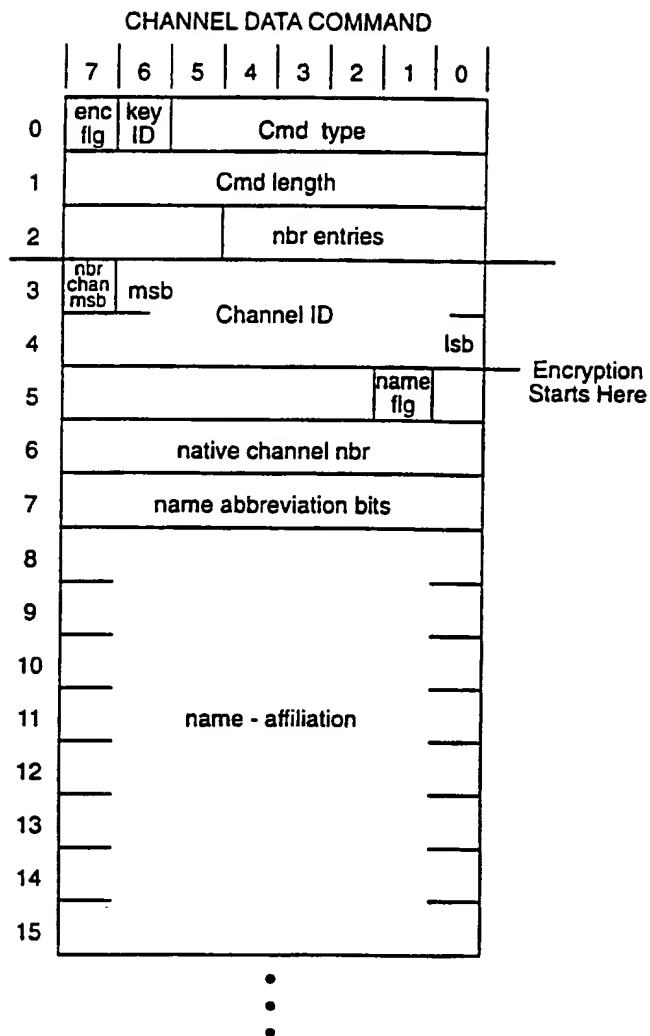 CHANNEL DATA COMMAND
7 6 5 4 3 2 1 0
0 enc flg key ID Cmd type
1 Cmd length
2 nbr entries
3 nbr chan msb msb
Channel ID
4 lsb
Encryption
Starts Here
5 name flg
6 native channel nbr
7 name abbreviation bits
8
9
10
11 name - affiliation
12
13
14
15